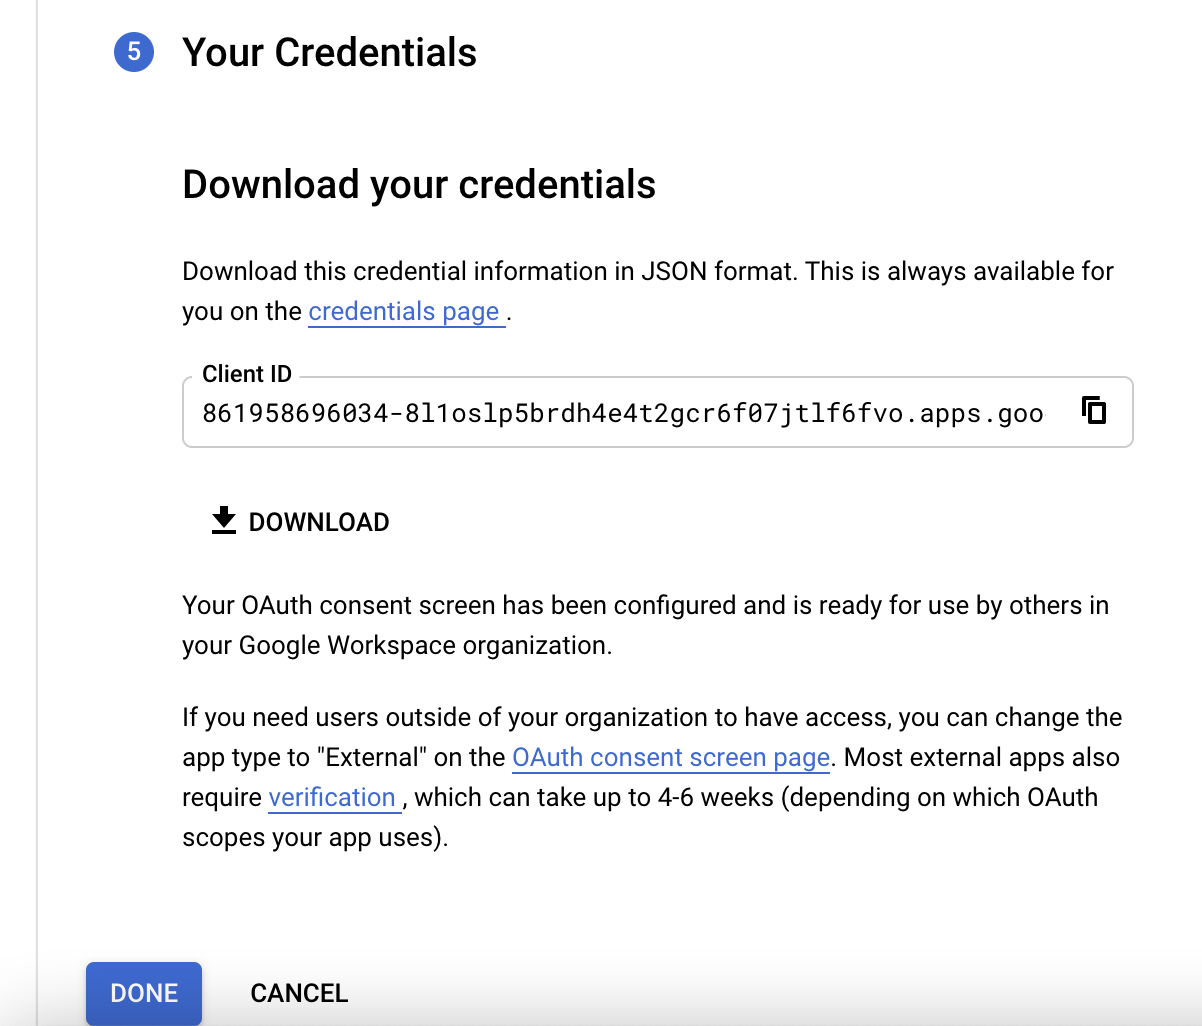 5 Your Credentials
Download your credentials
Download this credential information in JSON format. This is always available for
you on the credentials page .
Client ID
861958696034-8l1oslp5brdh4e4t2gcr6f07jtlf6fvo.apps.goo
DOWNLOAD
Your OAuth consent screen has been configured and is ready for use by others in
your Google Workspace organization.
If you need users outside of your organization to have access, you can change the
app type to "External" on the OAuth consent screen page. Most external apps also
require verification , which can take up to 4-6 weeks (depending on which OAuth
scopes your app uses).
DONE CANCEL